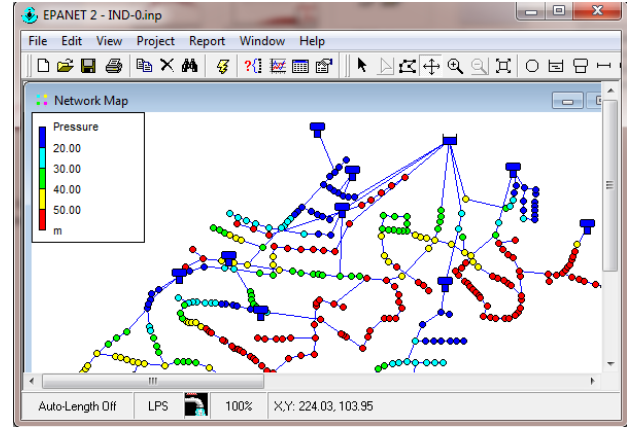 EPANET 2 - IND-0.inp
File Edit View Project Report Window Help
Network Map
Pressure
20.00
30.00
40.00
50.00
m
Auto-Length Off LPS 100% X,Y: 224.03, 103.95